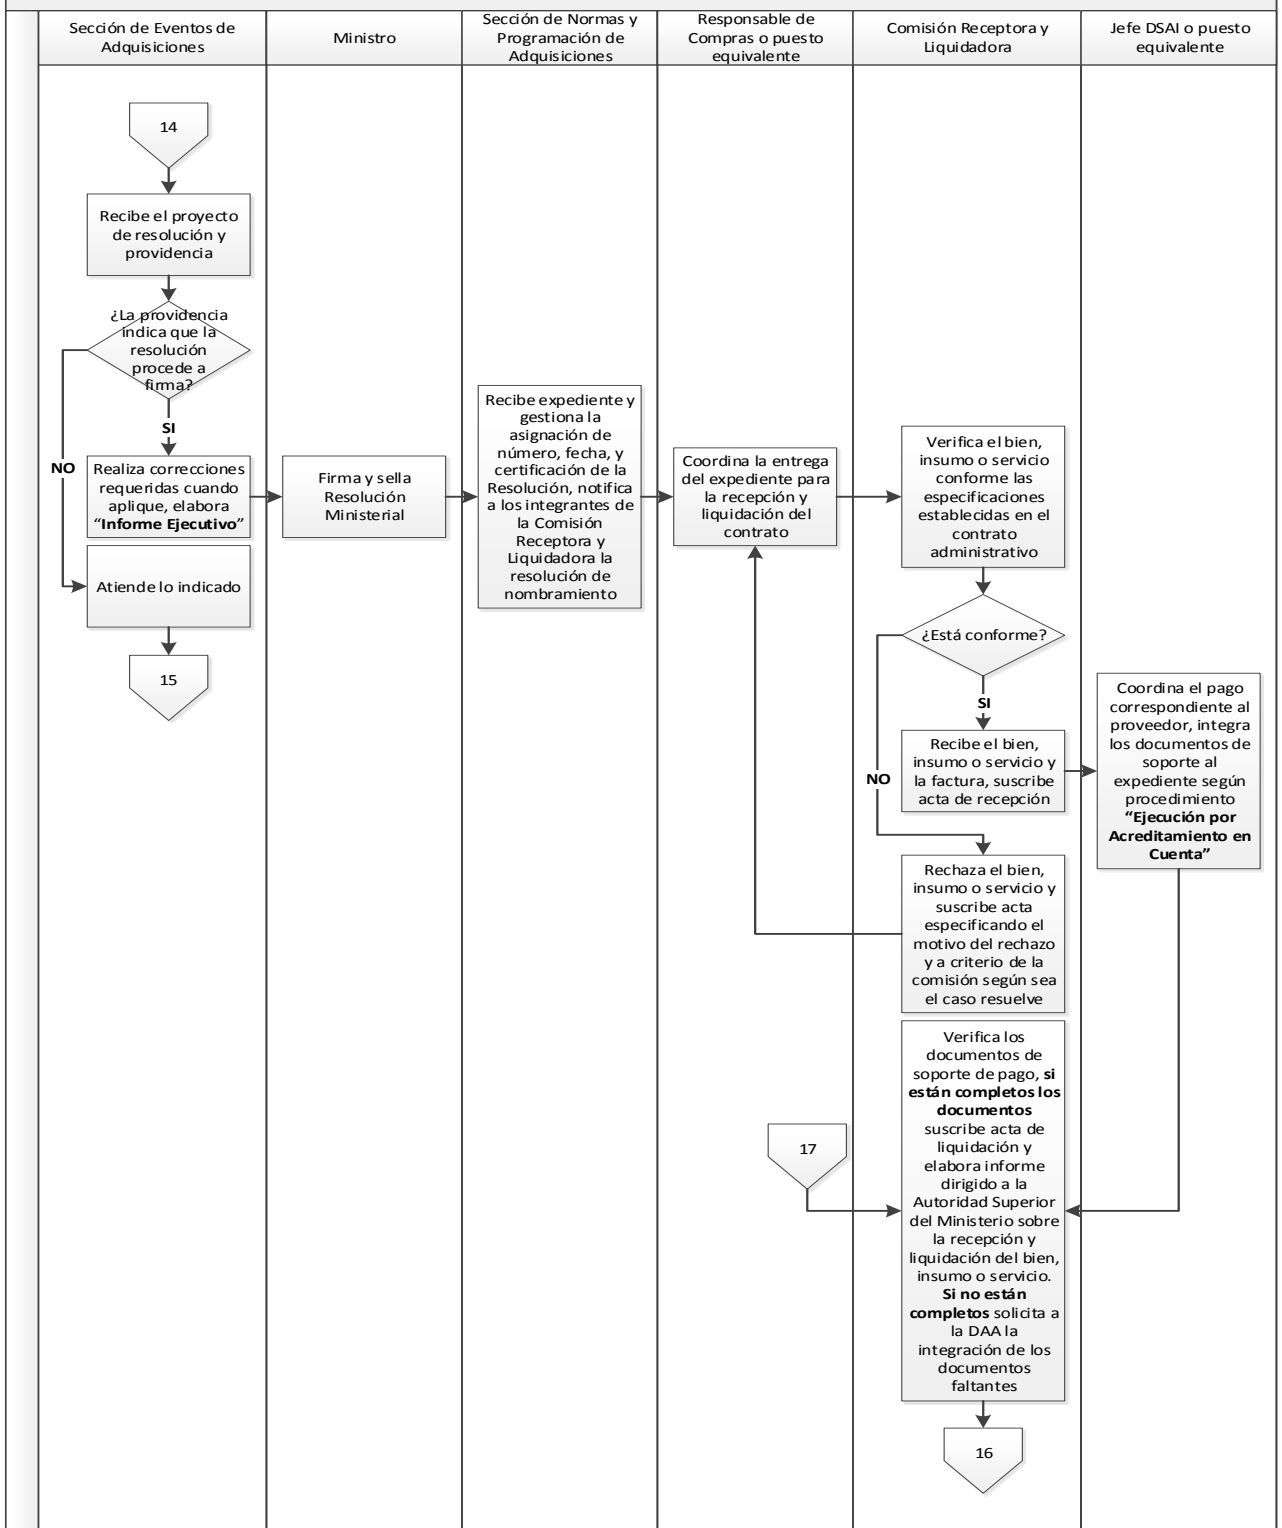 Sección de Eventos de
Adquisiciones
Ministro
Sección de Normas y
Programación de
Adquisiciones
Responsable de
Compras o puesto
equivalente
Comisión Receptora y
Liquidadora
Jefe DSAI o puesto
equivalente
14
Recibe el proyecto
de resolución y
providencia
¿La providencia
indica que la
resolución
procede a
firma?
SI
NO
Realiza correcciones
requeridas cuando
aplique, elabora
“Informe Ejecutivo”
Atiende lo indicado
15
Firma y sella
Resolución
Ministerial
Recibe expediente y
gestiona la
asignación de
número, fecha, y
certificación de la
Resolución, notifica
a los integrantes de
la Comisión
Receptora y
Liquidadora la
resolución de
nombramiento
Coordina la entrega
del expediente para
la recepción y
liquidación del
contrato
Verifica el bien,
insumo o servicio
conforme las
especificaciones
establecidas en el
contrato
administrativo
¿Está conforme?
SI
NO
Recibe el bien,
insumo o servicio y
la factura, suscribe
acta de recepción
Coordina el pago
correspondiente al
proveedor, integra
los documentos de
soporte al
expediente según
procedimiento
“Ejecución por
Acreditamiento en
Cuenta”
Rechaza el bien,
insumo o servicio y
suscribe acta
especificando el
motivo del rechazo
y a criterio de la
comisión según sea
el caso resuelve
17
Verifica los
documentos de
soporte de pago, si
están completos los
documentos
suscribe acta de
liquidación y
elabora informe
dirigido a la
Autoridad Superior
del Ministerio sobre
la recepción y
liquidación del bien,
insumo o servicio.
Si no están
completos solicita a
la DAA la
integración de los
documentos
faltantes
16